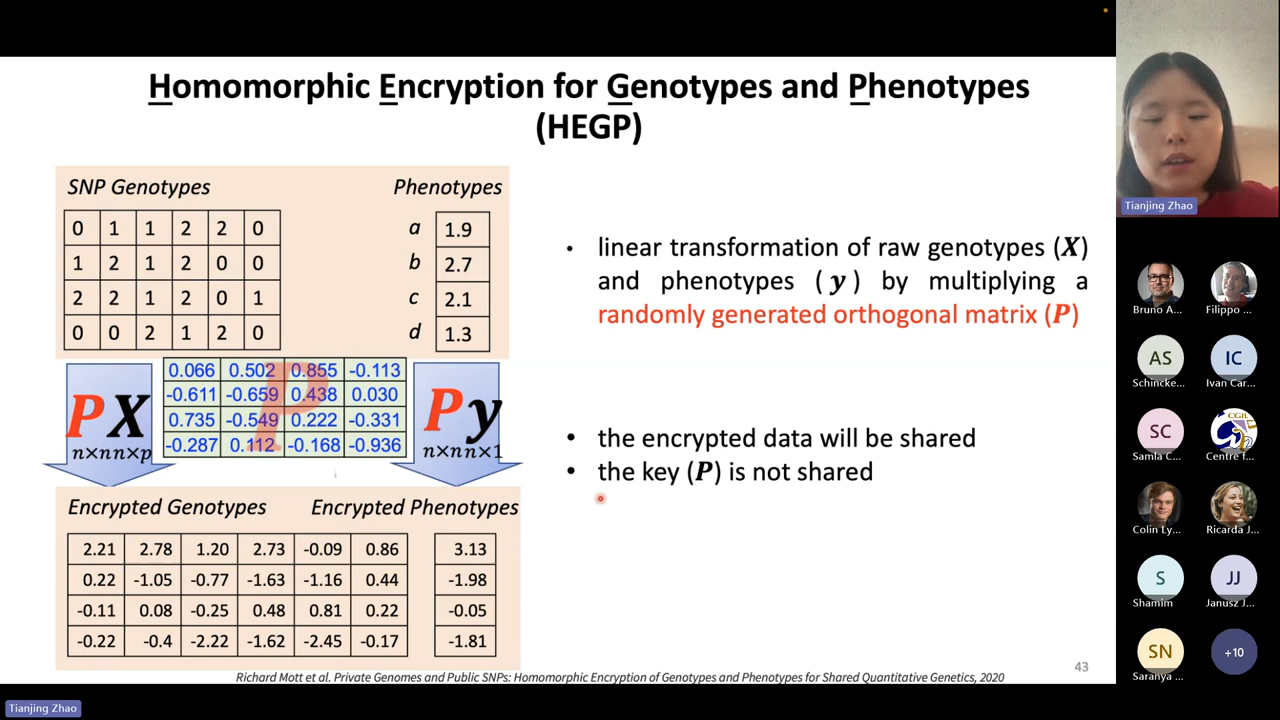 Homomorphic Encryption for Genotypes and Phenotypes
(HEGP)
SNP Genotypes
Phenotypes
0 1 1 2 2 0
a 1.9
1 2 1 2 0 0
b 2.7
2 2 1 2 0 1
c 2.1
0 0 2 1 2 0
d 1.3
0.066 0.502 0.855 -0.113
-0.611 -0.659 0.438 0.030
0.735 -0.549 0.222 -0.331
-0.287 0.112 -0.168 -0.936
P
PX
n×n n×p
Py
n×n n×1
Encrypted Genotypes
Encrypted Phenotypes
2.21 2.78 1.20 2.73 -0.09 0.86
3.13
0.22 -1.05 -0.77 -1.63 -1.16 0.44
-1.98
-0.11 0.08 -0.25 0.48 0.81 0.22
-0.05
-0.22 -0.4 -2.22 -1.62 -2.45 -0.17
-1.81
• linear transformation of raw genotypes (X)
and phenotypes (y) by multiplying a
randomly generated orthogonal matrix (P)
• the encrypted data will be shared
• the key (P) is not shared
43
Richard Mott et al. Private Genomes and Public SNPs: Homomorphic Encryption of Genotypes and Phenotypes for Shared Quantitative Genetics, 2020
Tianjing Zhao
Bruno A...
Filippo ...
AS
Schincke...
IC
Ivan Car...
SC
Samla C...
CGIL
Centre f...
Colin Ly...
Ricarda J...
S
Shamim
JJ
Janusz J...
SN
Saranya ...
+10
Tianjing Zhao